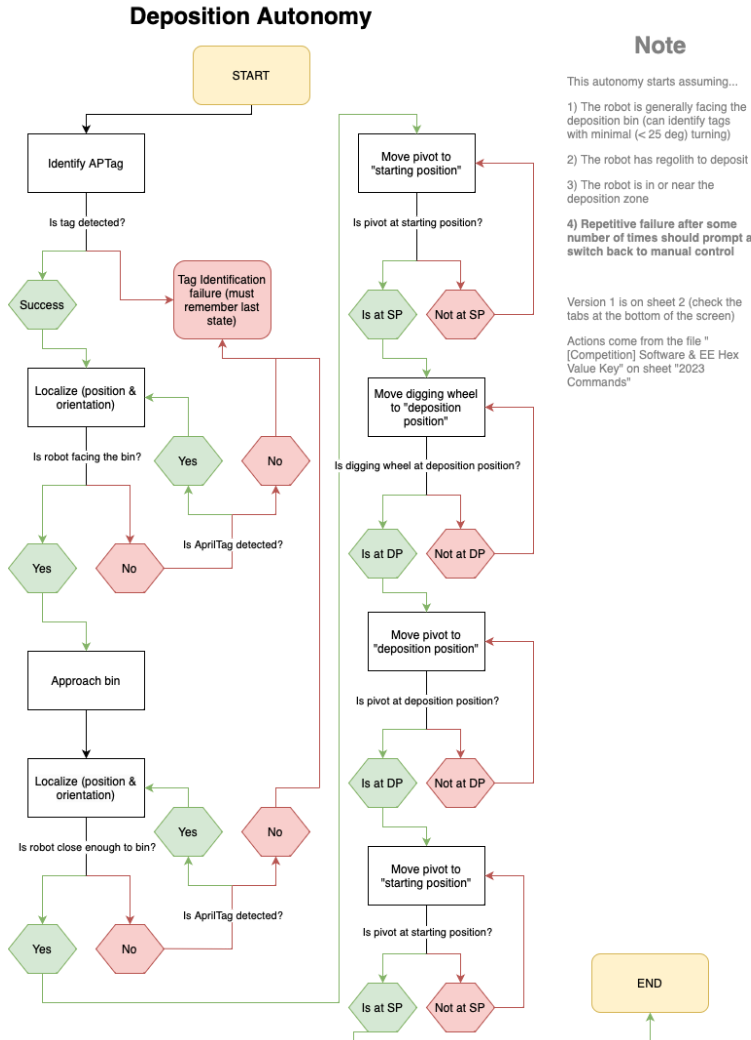 Deposition Autonomy
START
Identify APTag
Is tag detected?
Success
Tag Identification
failure (must
remember last
state)
Localize (position &
orientation)
Is robot facing the bin?
Yes
No
Is AprilTag detected?
Yes
No
Approach bin
Localize (position &
orientation)
Is robot close enough to bin?
Yes
No
Is AprilTag detected?
Yes
No
Move pivot to
"starting position"
Is pivot at starting position?
Is at SP
Not at SP
Move digging wheel
to "deposition
position"
Is digging wheel at deposition position?
Is at DP
Not at DP
Move pivot to
"deposition position"
Is pivot at deposition position?
Is at DP
Not at DP
Move pivot to
"starting position"
Is pivot at starting position?
Is at SP
Not at SP
Note
This autonomy starts assuming...
1) The robot is generally facing the
deposition bin (can identify tags
with minimal (< 25 deg) turning)
2) The robot has regolith to deposit
3) The robot is in or near the
deposition zone
4) Repetitive failure after some
number of times should prompt a
switch back to manual control
Version 1 is on sheet 2 (check the
tabs at the bottom of the screen)
Actions come from the file "
[Competition] Software & EE Hex
Value Key" on sheet "2023
Commands"
END